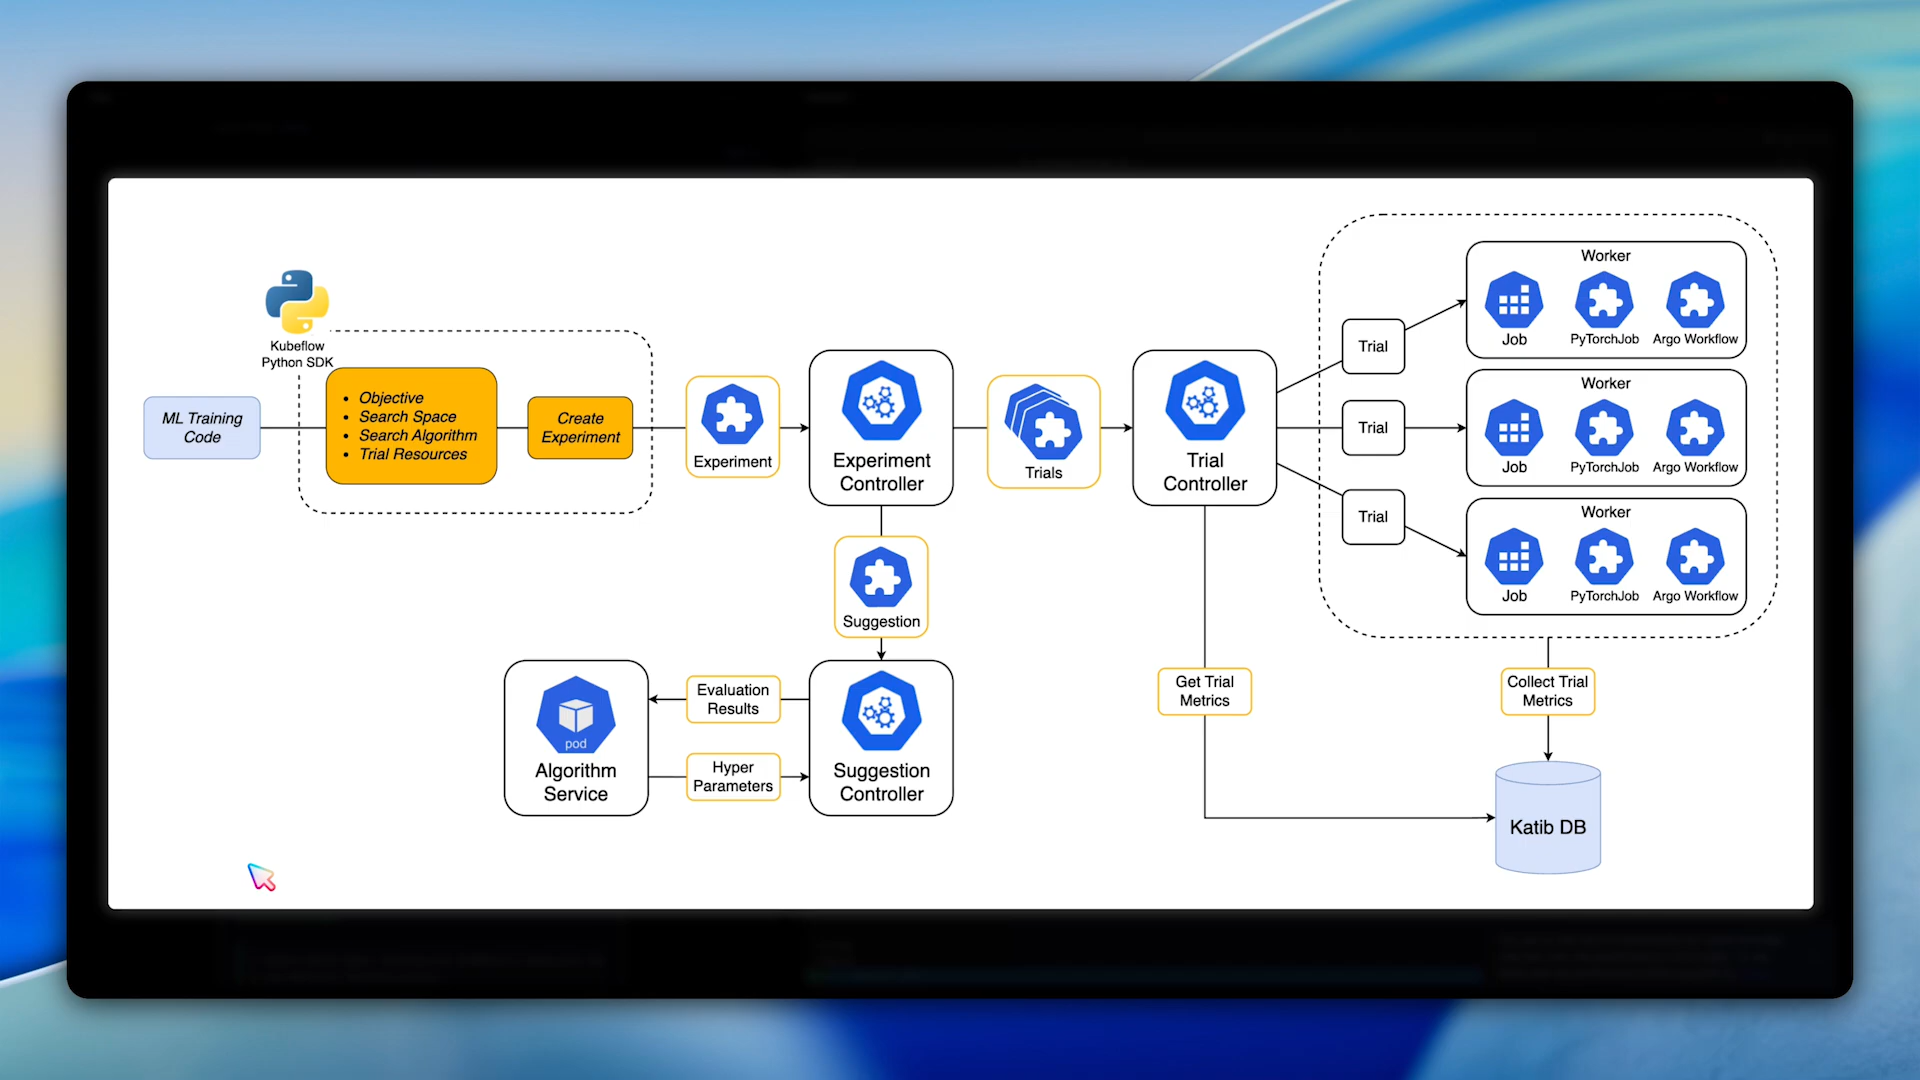 Kubeflow
Python SDK
ML Training
Code
• Objective
• Search Space
• Search Algorithm
• Trial Resources
Create
Experiment
Experiment
Experiment
Controller
Trials
Trial
Controller
Trial
Trial
Trial
Worker
Job
PyTorchJob
Argo Workflow
Worker
Job
PyTorchJob
Argo Workflow
Worker
Job
PyTorchJob
Argo Workflow
Suggestion
pod
Algorithm
Service
Evaluation
Results
Hyper
Parameters
Suggestion
Controller
Get Trial
Metrics
Collect Trial
Metrics
Katib DB